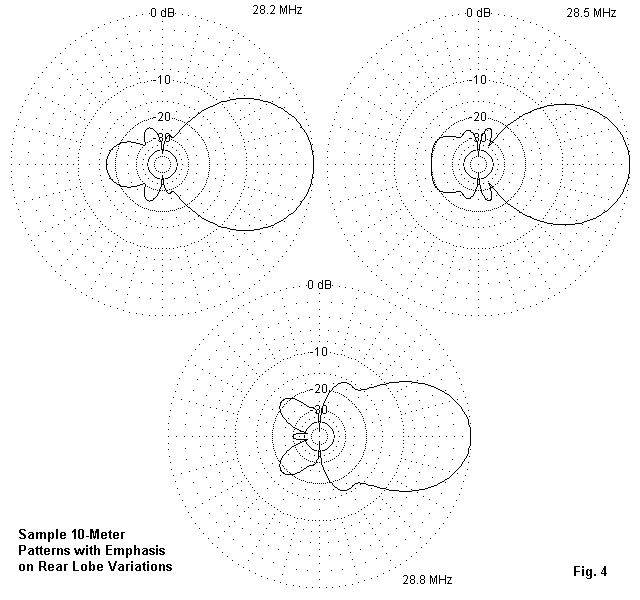 0 dB
28.2 MHz
-10
-20
-30
0 dB
28.5 MHz
-10
-20
-30
0 dB
-10
-20
-30
28.8 MHz
Sample 10-Meter
Patterns with Emphasis
on Rear Lobe Variations
Fig. 4